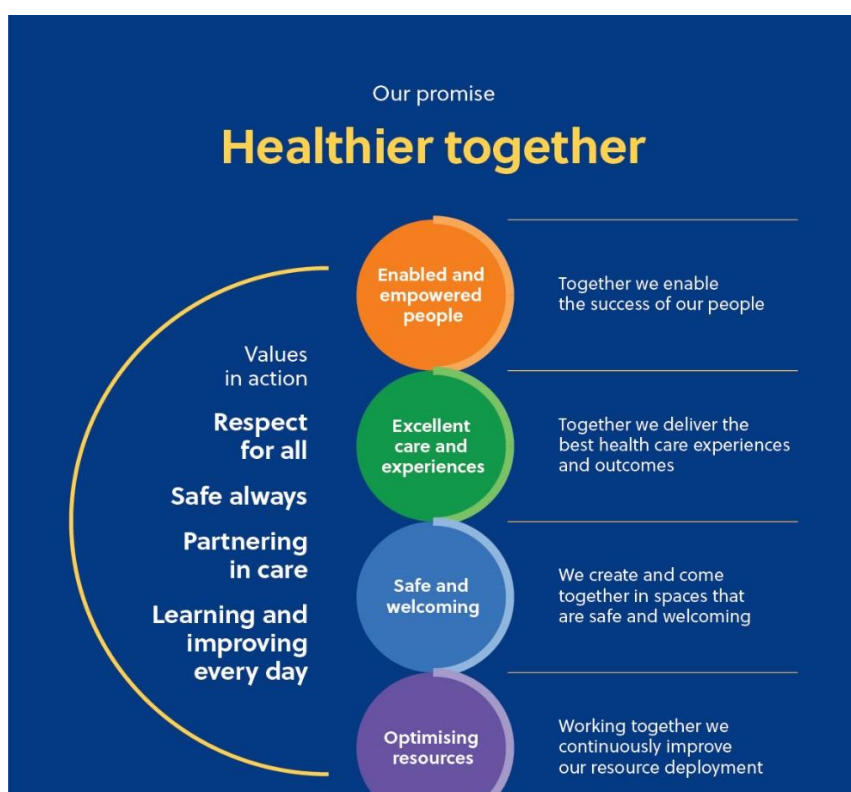 Our promise
Healthier together
Values
in action
Respect
for all
Safe always
Partnering
in care
Learning and
improving
every day
Enabled and
empowered
people
Together we enable
the success of our people
Excellent
care and
experiences
Together we deliver the
best health care experiences
and outcomes
Safe and
welcoming
We create and come
together in spaces that
are safe and welcoming
Optimising
resources
Working together we
continuously improve
our resource deployment